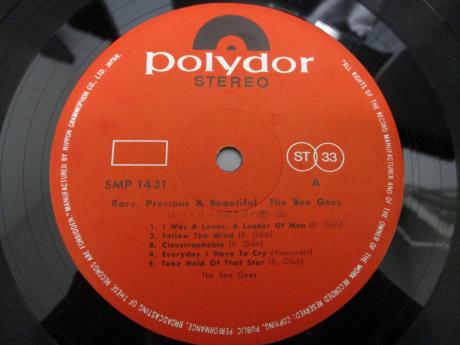 polydor
STEREO
SMP 1431
ST 33
A
Rare, Precious & Beautiful The Bee Gees
1. I Was A Lover, A Leader Of Men (B. Gibb)
2. Follow The Wind (B. Gibb)
3. Claustrophobia (B. Gibb)
4. Everyday I Have To Cry (Alexander)
5. Take Hold Of That Star (B. Gibb)
The Bee Gees
"ALL RIGHTS OF THE RECORD MANUFACTURER AND OF THE OWNER OF THE WORK RECORDED RESERVED. COPYING, PUBLIC PERFORMANCE, BROADCASTING OF THESE RECORDS ARE FORBIDDEN" MANUFACTURED BY NIPPON GRAMMOPHON CO., LTD. JAPAN.